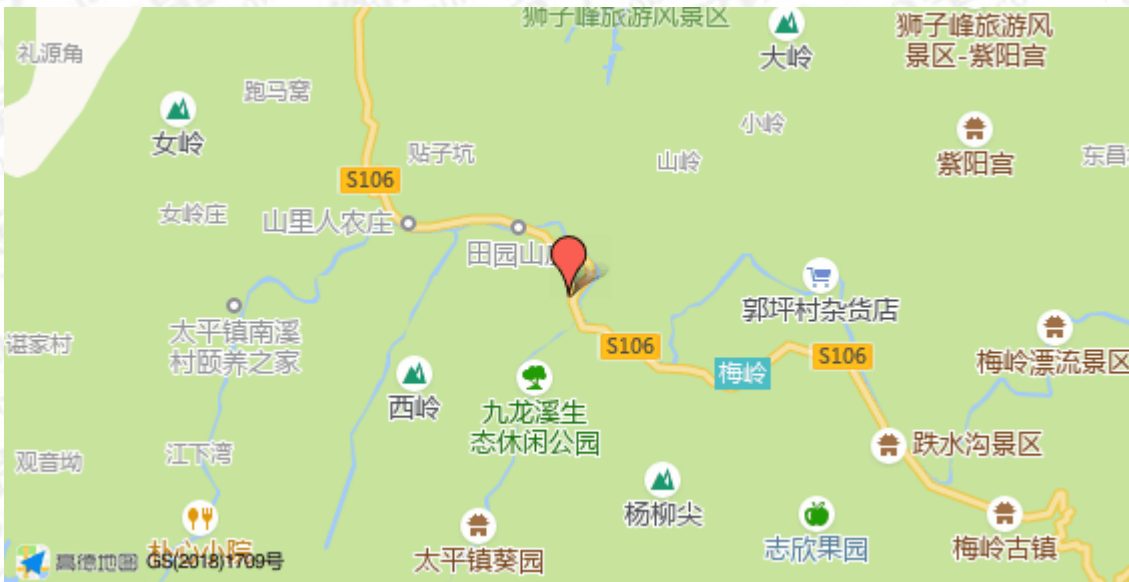 狮子峰旅游风景区
狮子峰旅游风
景区-紫阳宫
礼源角
大岭
跑马窝
女岭
小岭
贴子坑
山岭
紫阳宫
东昌
S106
女岭庄
山里人农庄
田园山
郭坪村杂货店
太平镇南溪
村颐养之家
谌家村
S106
S106
梅岭
梅岭漂流景区
西岭
九龙溪生
态休闲公园
跌水沟景区
江下湾
观音坳
杨柳尖
志欣果园
梅岭古镇
太平镇葵园
高德地图 GS(2018)1709号